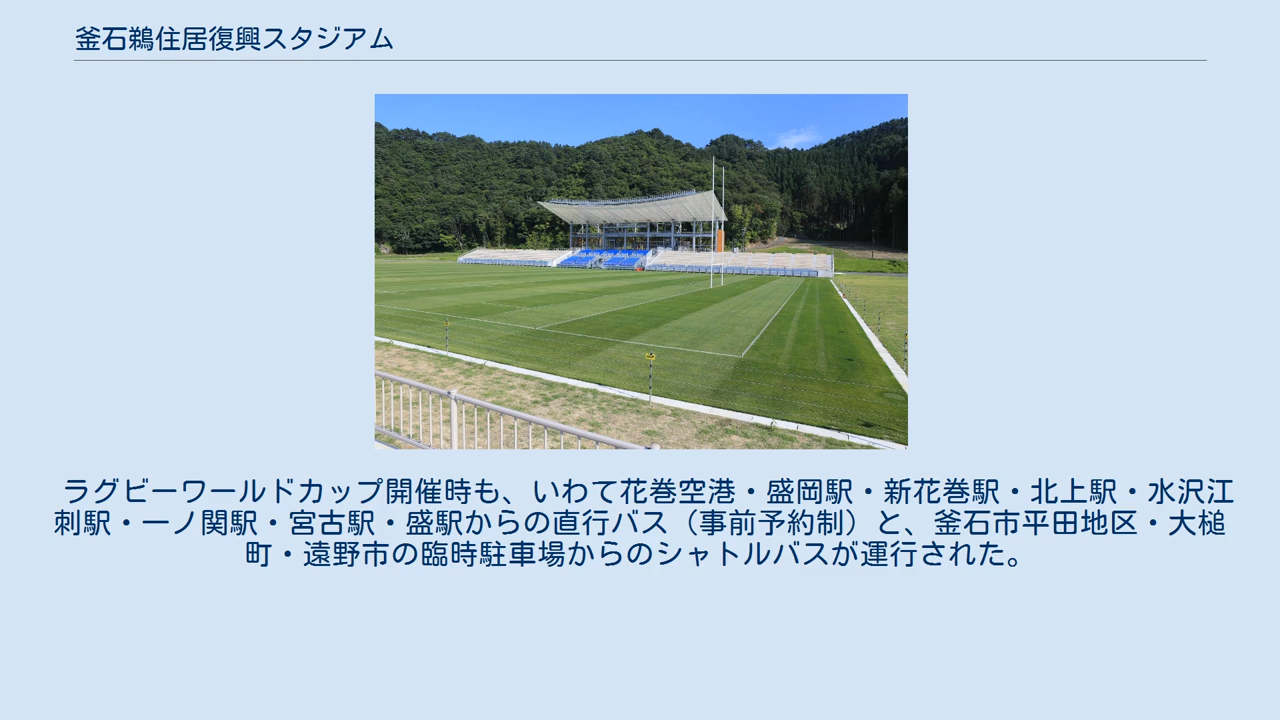 釜石鵜住居復興スタジアム
ラグビーワールドカップ開催時も、いわて花巻空港・盛岡駅・新花巻駅・北上駅・水沢江
刺駅・一ノ関駅・宮古駅・盛駅からの直行バス（事前予約制）と、釜石市平田地区・大槌
町・遠野市の臨時駐車場からのシャトルバスが運行された。